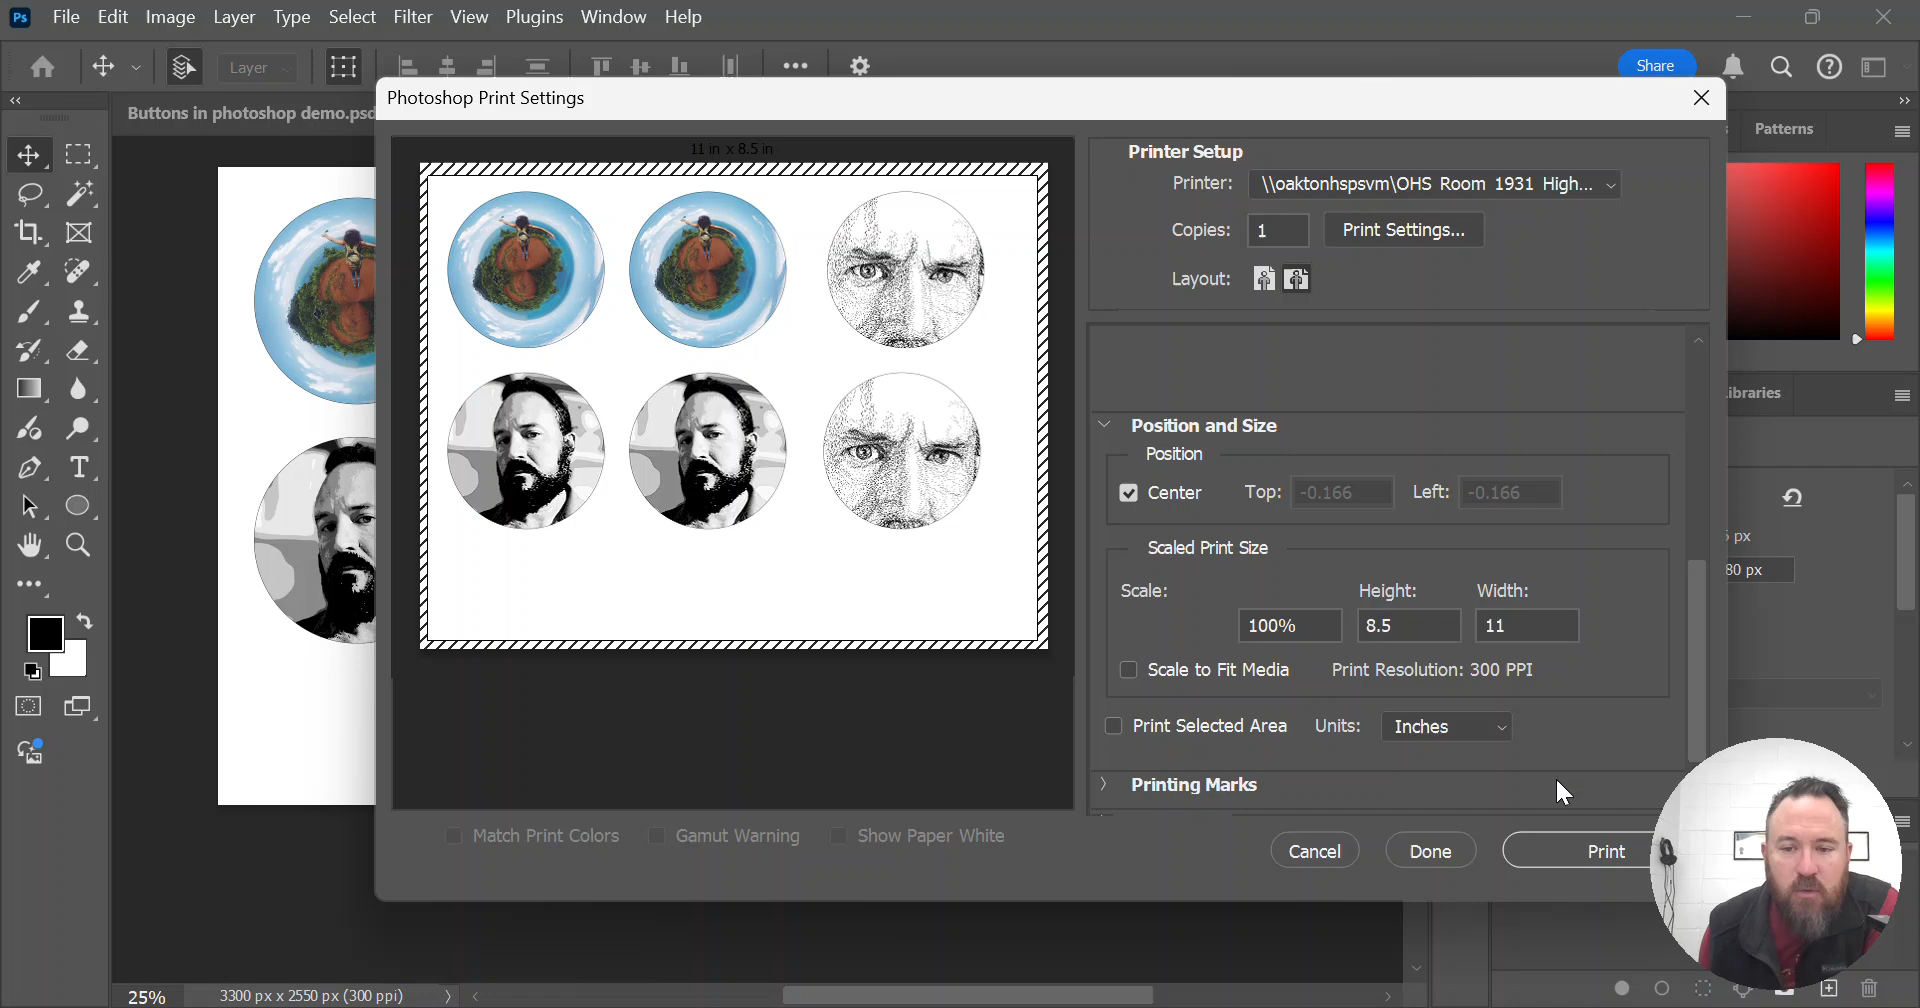 Ps File Edit Image Layer Type Select Filter View Plugins Window Help
Layer
Share
Buttons in photoshop demo.psd
Patterns
Photoshop Print Settings
11 in x 8.5 in
Printer Setup
Printer: \\oaktonhspsvm\OHS Room 1931 High...
Copies: 1 Print Settings...
Layout:
Position and Size
Position
Center Top: -0.166 Left: -0.166
Scaled Print Size
Scale: Height: Width:
100% 8.5 11
Scale to Fit Media Print Resolution: 300 PPI
Print Selected Area Units: Inches
Printing Marks
Match Print Colors Gamut Warning Show Paper White
Cancel Done Print
ibraries
px
80 px
25% 3300 px x 2550 px (300 ppi)